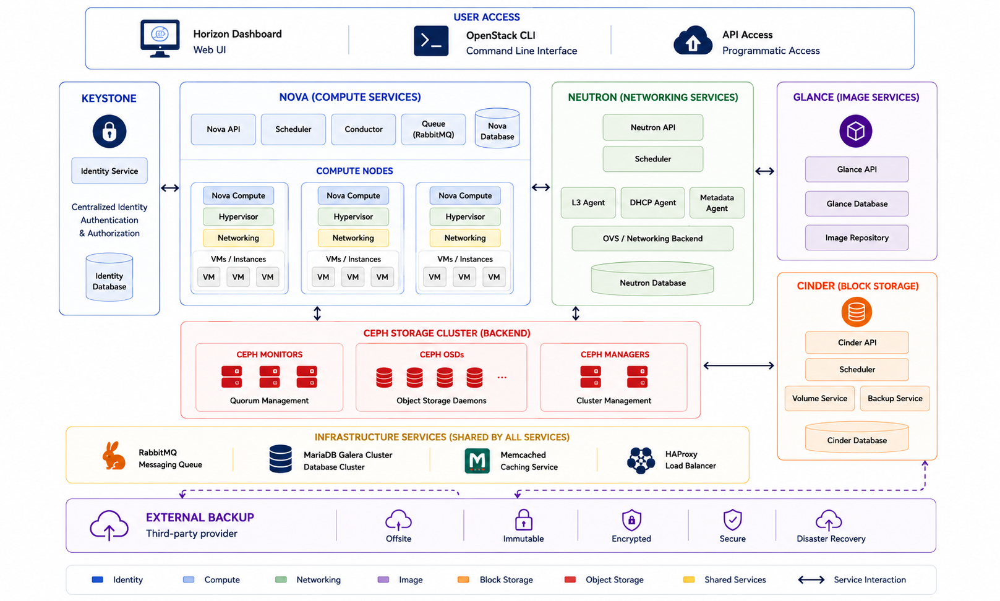 USER ACCESS
Horizon Dashboard
Web UI
OpenStack CLI
Command Line Interface
API Access
Programmatic Access
KEYSTONE
Identity Service
Centralized Identity
Authentication
& Authorization
Identity
Database
NOVA (COMPUTE SERVICES)
Nova API
Scheduler
Conductor
Queue
(RabbitMQ)
Nova
Database
COMPUTE NODES
Nova Compute
Hypervisor
Networking
VMs / Instances
VM VM VM
Nova Compute
Hypervisor
Networking
VMs / Instances
VM VM VM
Nova Compute
Hypervisor
Networking
VMs / Instances
VM VM VM
NEUTRON (NETWORKING SERVICES)
Neutron API
Scheduler
L3 Agent
DHCP Agent
Metadata
Agent
OVS / Networking Backend
Neutron Database
GLANCE (IMAGE SERVICES)
Glance API
Glance Database
Image Repository
CINDER (BLOCK STORAGE)
Cinder API
Scheduler
Volume Service
Backup Service
Cinder Database
CEPH STORAGE CLUSTER (BACKEND)
CEPH MONITORS
Quorum Management
CEPH OSDs
...
Object Storage Daemons
CEPH MANAGERS
Cluster Management
INFRASTRUCTURE SERVICES (SHARED BY ALL SERVICES)
RabbitMQ
Messaging Queue
MariaDB Galera Cluster
Database Cluster
M
Memcached
Caching Service
HAProxy
Load Balancer
EXTERNAL BACKUP
Third-party provider
Offsite
Immutable
Encrypted
Secure
Disaster Recovery
Identity
Compute
Networking
Image
Block Storage
Object Storage
Shared Services
Service Interaction